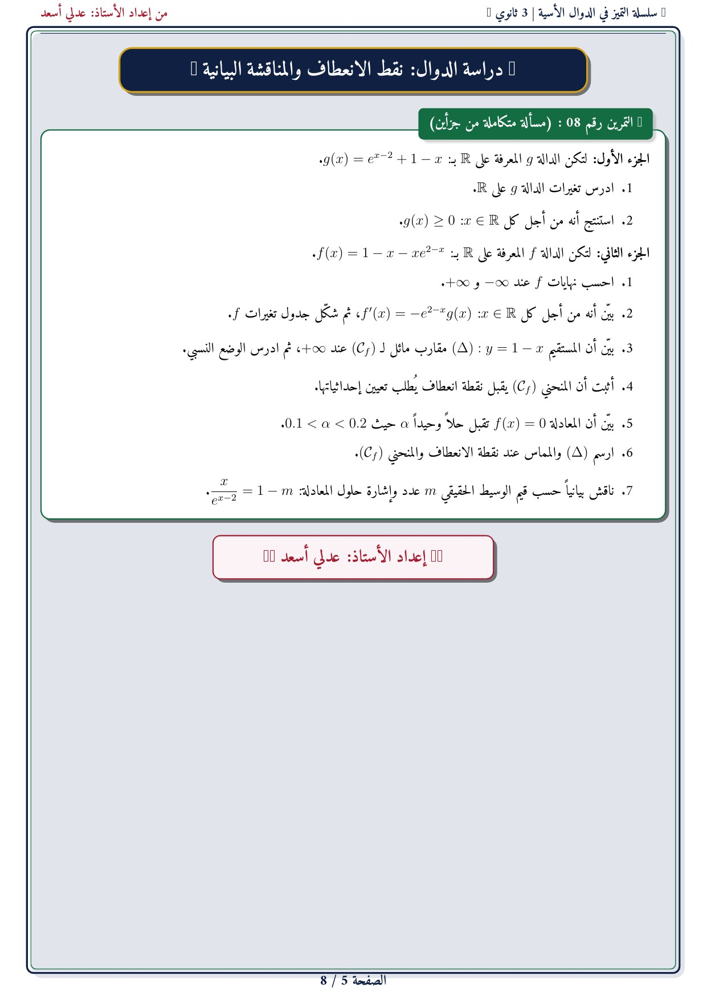 سلسلة التميز في الدوال الأسية | 3 ثانوي
من إعداد الأستاذ: عدلي أسعد
دراسة الدوال: نقط الانعطاف والمناقشة البيانية
التمرين رقم 08 : (مسألة متكاملة من جزأين)
الجزء الأول: لتكن الدالة g المعرفة على ℝ بـ: g(x) = e^{x−2} + 1 − x.
1. ادرس تغيرات الدالة g على ℝ.
2. استنتج أنه من أجل كل x ∈ ℝ: g(x) ≥ 0.
الجزء الثاني: لتكن الدالة f المعرفة على ℝ بـ: f(x) = 1 − x − xe^{2−x}.
1. احسب نهايات f عند −∞ و +∞.
2. بيّن أنه من أجل كل x ∈ ℝ: f′(x) = −e^{2−x}g(x)، ثم شكّل جدول تغيرات f.
3. بيّن أن المستقيم (Δ) : y = 1 − x مقارب مائل لـ (C_f) عند +∞، ثم ادرس الوضع النسبي.
4. أثبت أن المنحني (C_f) يقبل نقطة انعطاف يُطلب تعيين إحداثياتها.
5. بيّن أن المعادلة f(x) = 0 تقبل حلاً وحيداً α حيث 0.1 < α < 0.2.
6. ارسم (Δ) والمماس عند نقطة الانعطاف والمنحني (C_f).
7. ناقش بيانياً حسب قيم الوسيط الحقيقي m عدد وإشارة حلول المعادلة: x/e^{x−2} = 1 − m.
إعداد الأستاذ: عدلي أسعد
الصفحة 5 / 8